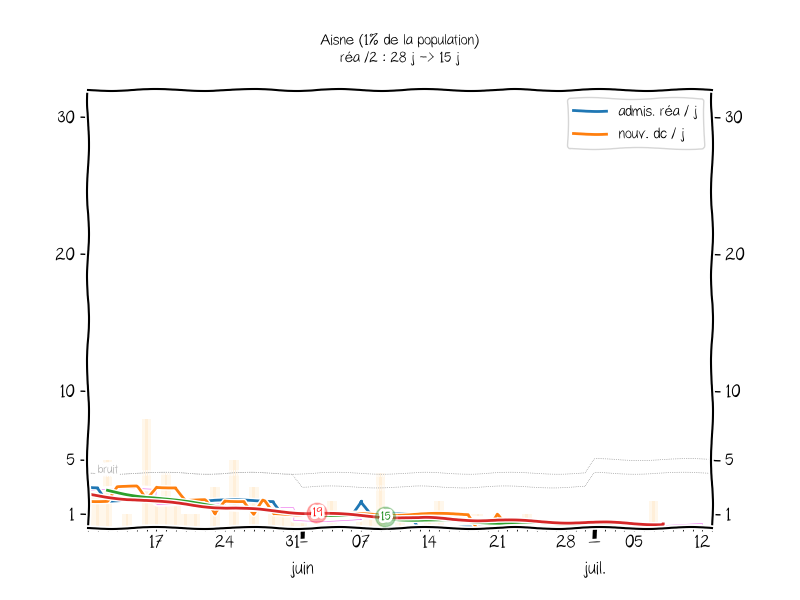 Aisne (1% de la population)
réa /2 : 28 j -> 15 j
admis. réa / j
nouv. dc / j
30
30
20
20
10
10
5
5
1
1
bruit
19
15
17 24 31 07 14 21 28 05 12
juin juil.